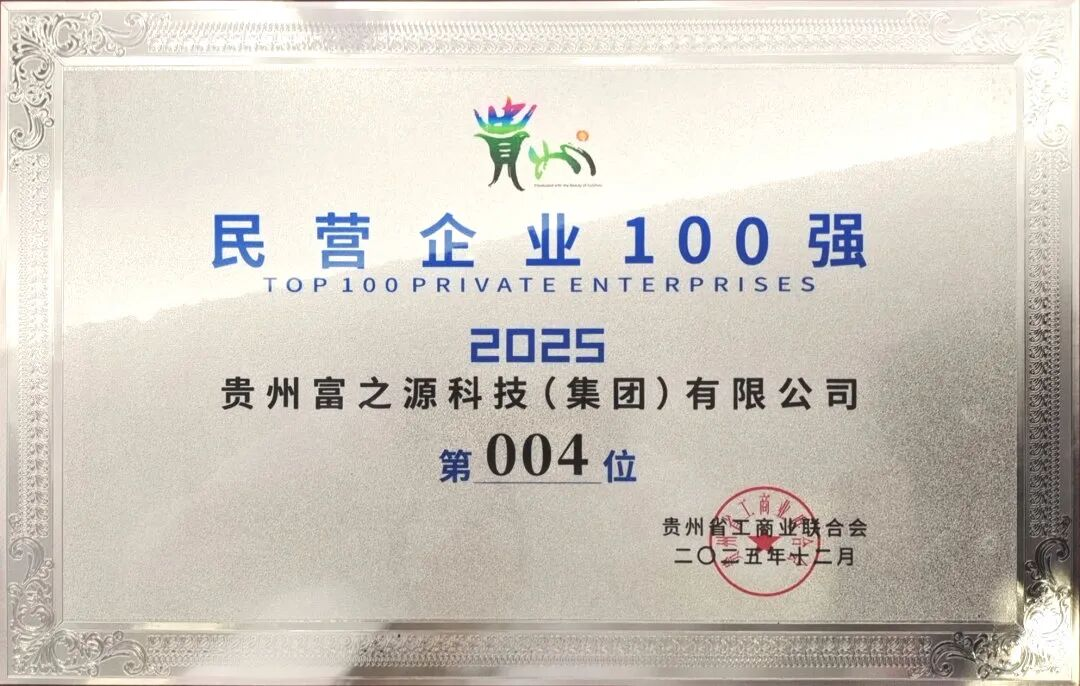 貴州
民营企业100强
TOP 100 PRIVATE ENTERPRISES
2025
贵州富之源科技（集团）有限公司
第004位
贵州省工商业联合会
二〇二五年十二月